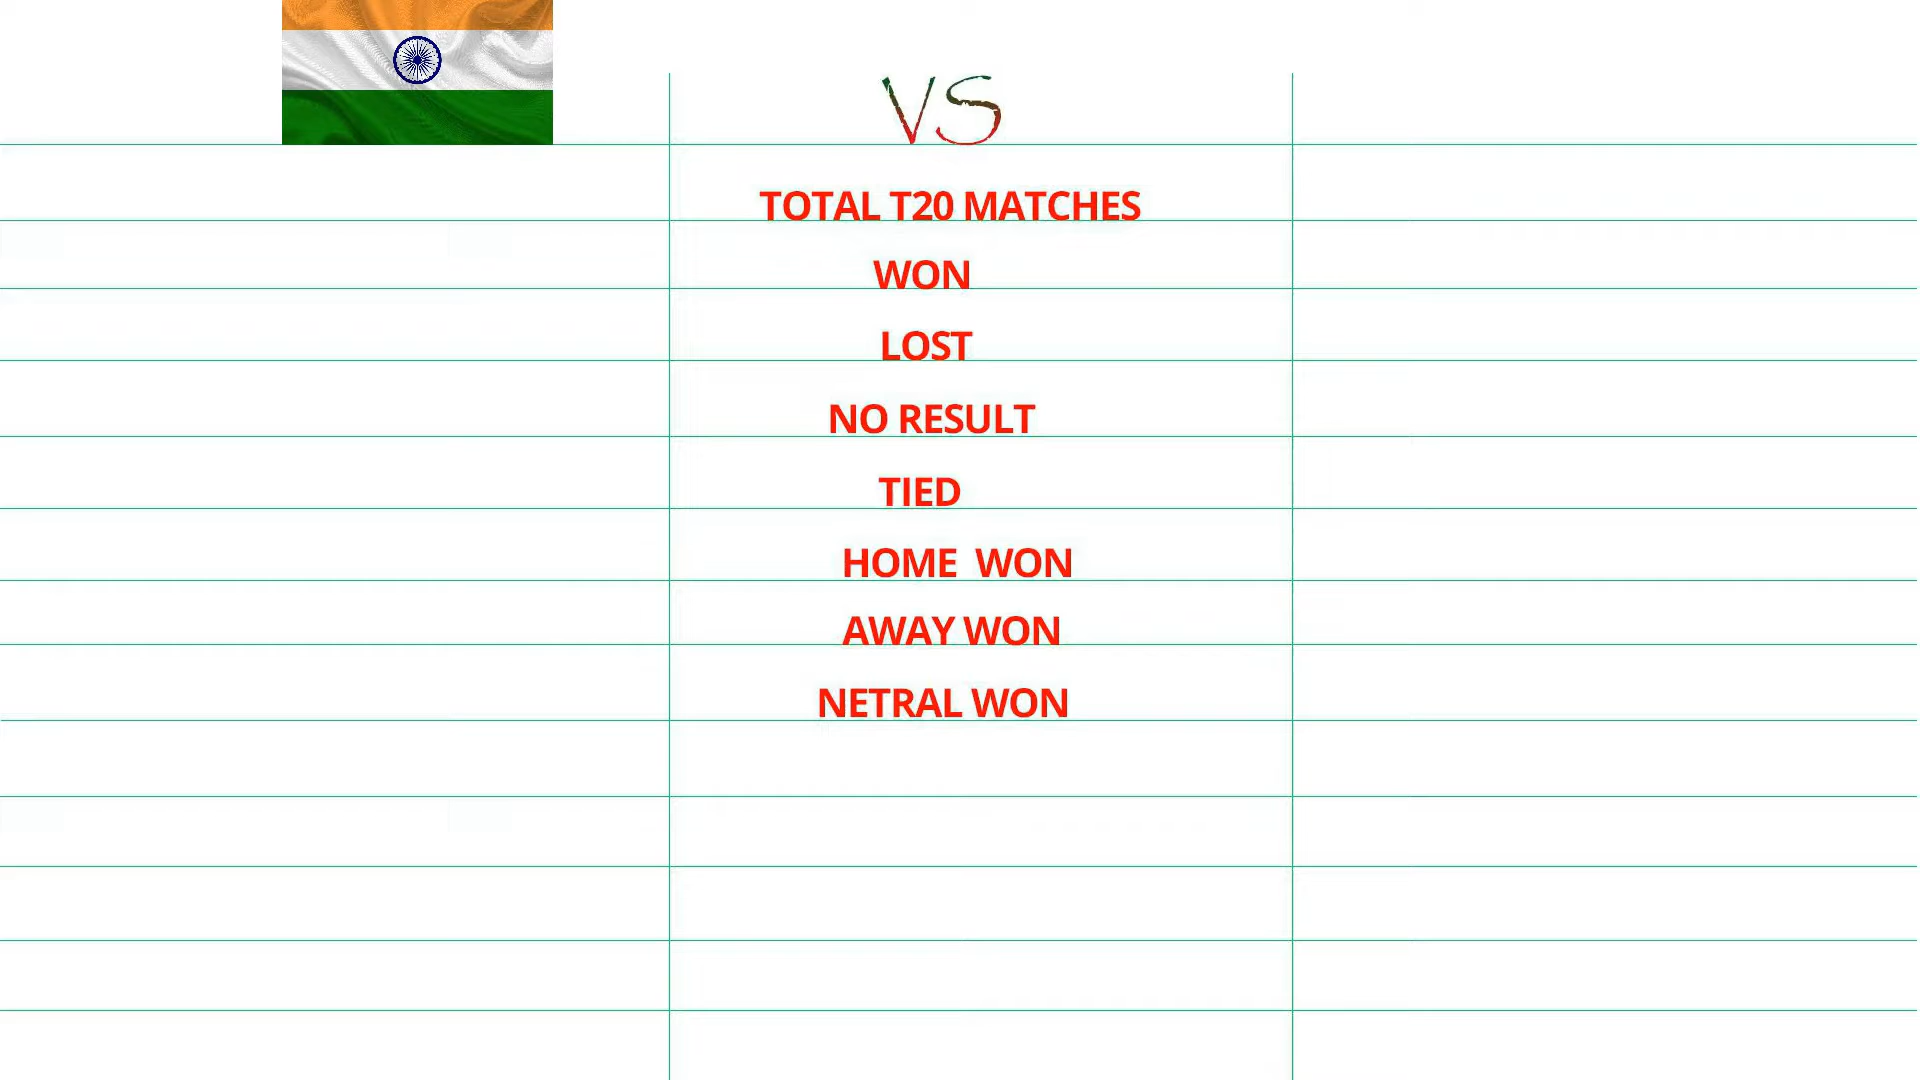 VS
TOTAL T20 MATCHES
WON
LOST
NO RESULT
TIED
HOME WON
AWAY WON
NETRAL WON